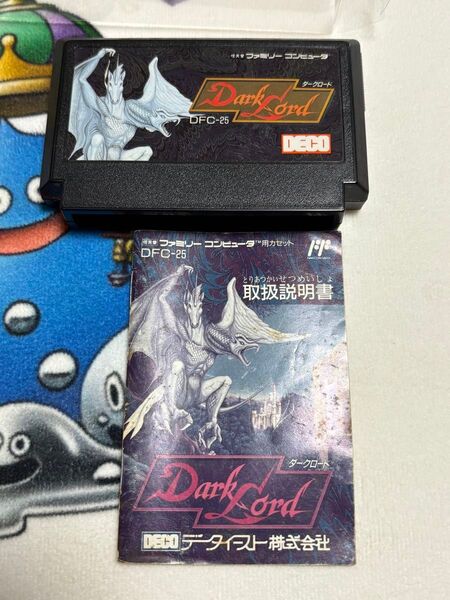 ファミリー コンピュータ
ダークロード
Dark Lord
DFC-25
DECO
ファミリー コンピュータ™用カセット
DFC-25
とりあつかいせつめいしょ
取扱説明書
ダークロード
Dark Lord
DECO データイースト株式会社